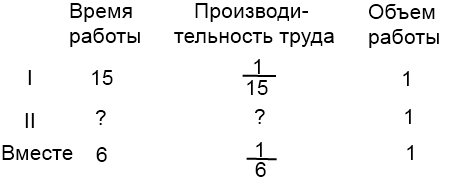 Время работы Производи-тельность труда Объем работы
I 15 1/15 1
II ? ? 1
Вместе 6 1/6 1